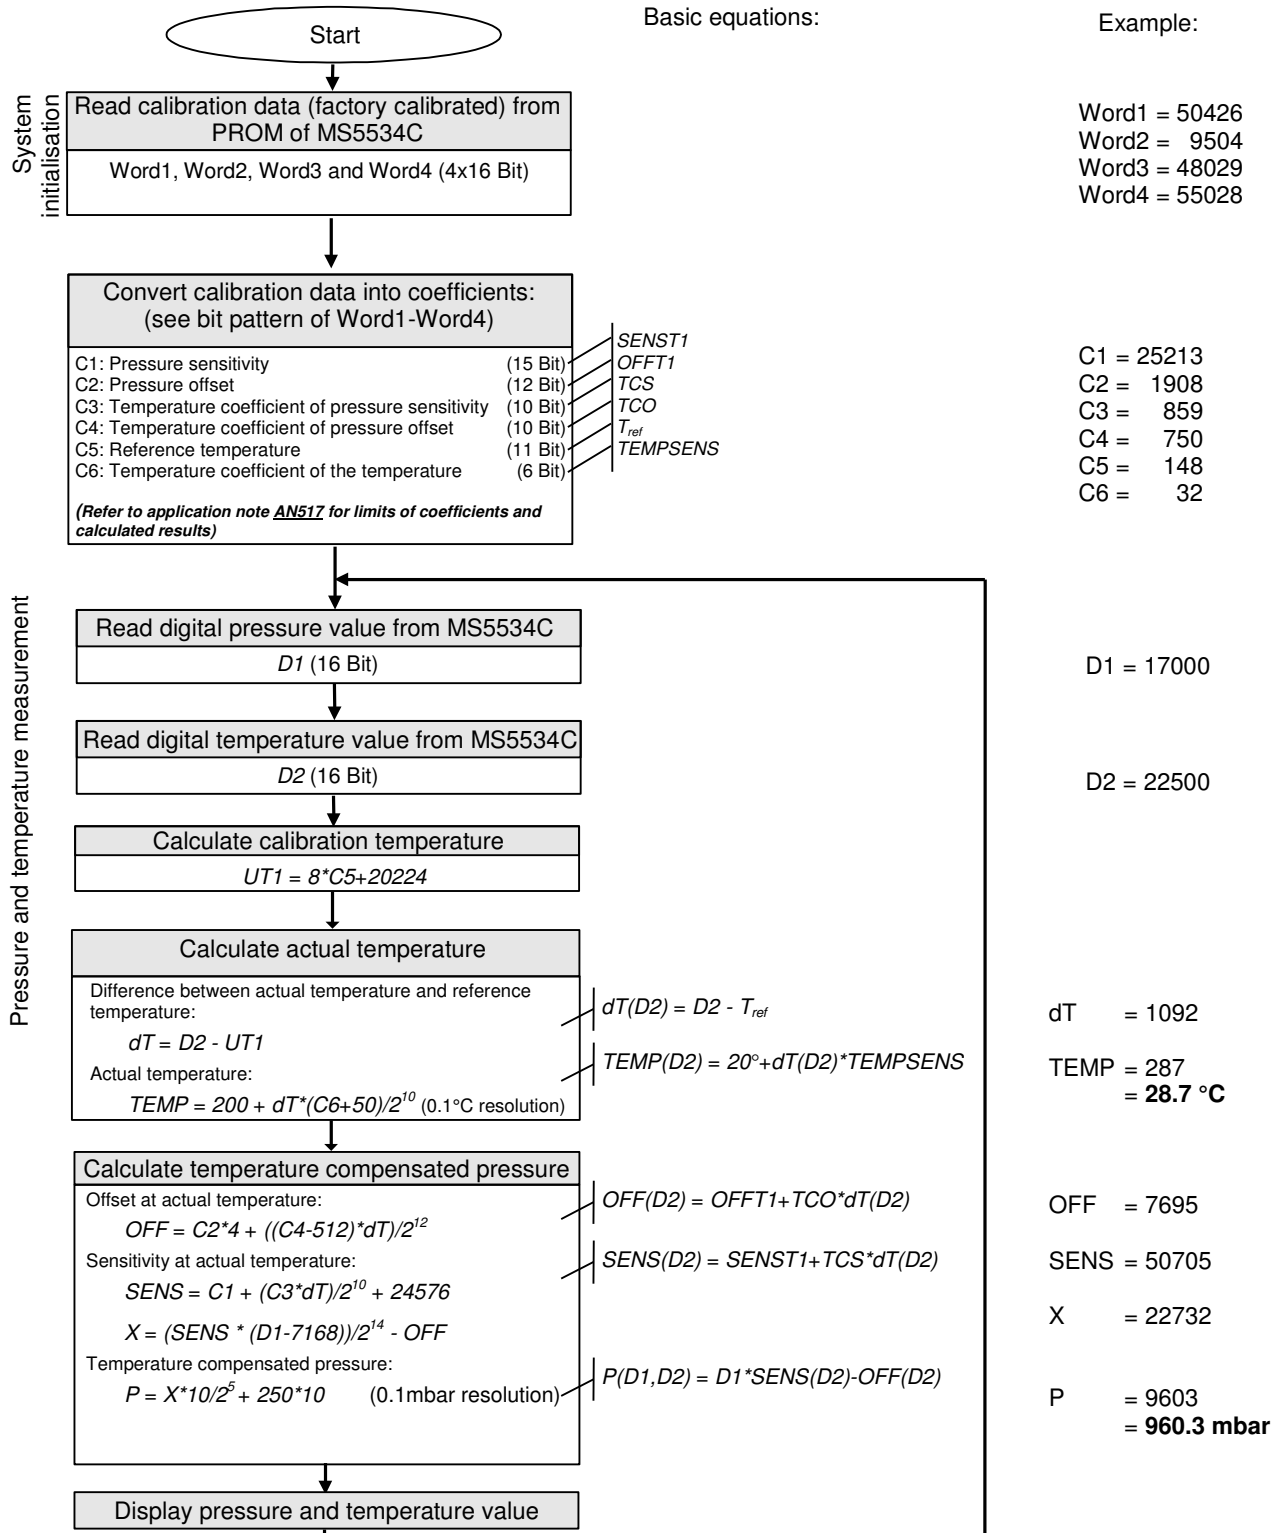 Basic equations:
Example:
Start
System
initialisation
Read calibration data (factory calibrated) from
PROM of MS5534C
Word1, Word2, Word3 and Word4 (4x16 Bit)
Word1 = 50426
Word2 = 9504
Word3 = 48029
Word4 = 55028
Convert calibration data into coefficients:
(see bit pattern of Word1-Word4)
C1: Pressure sensitivity (15 Bit) SENST1
C2: Pressure offset (12 Bit) OFFT1
C3: Temperature coefficient of pressure sensitivity (10 Bit) TCS
C4: Temperature coefficient of pressure offset (10 Bit) TCO
C5: Reference temperature (11 Bit) Tref
C6: Temperature coefficient of the temperature (6 Bit) TEMPSENS
(Refer to application note AN517 for limits of coefficients and
calculated results)
C1 = 25213
C2 = 1908
C3 = 859
C4 = 750
C5 = 148
C6 = 32
Pressure and temperature measurement
Read digital pressure value from MS5534C
D1 (16 Bit)
D1 = 17000
Read digital temperature value from MS5534C
D2 (16 Bit)
D2 = 22500
Calculate calibration temperature
UT1 = 8*C5+20224
Calculate actual temperature
Difference between actual temperature and reference
temperature:
dT = D2 - UT1
dT(D2) = D2 - Tref
dT = 1092
Actual temperature:
TEMP = 200 + dT*(C6+50)/2^10 (0.1°C resolution)
TEMP(D2) = 20°+dT(D2)*TEMPSENS
TEMP = 287
= 28.7 °C
Calculate temperature compensated pressure
Offset at actual temperature:
OFF = C2*4 + ((C4-512)*dT)/2^12
OFF(D2) = OFFT1+TCO*dT(D2)
OFF = 7695
Sensitivity at actual temperature:
SENS = C1 + (C3*dT)/2^10 + 24576
SENS(D2) = SENST1+TCS*dT(D2)
SENS = 50705
X = (SENS * (D1-7168))/2^14 - OFF
X = 22732
Temperature compensated pressure:
P = X*10/2^5 + 250*10 (0.1mbar resolution)
P(D1,D2) = D1*SENS(D2)-OFF(D2)
P = 9603
= 960.3 mbar
Display pressure and temperature value